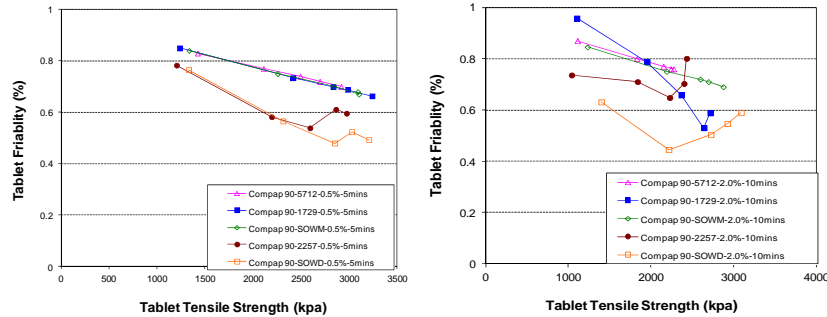 Tablet Friablity (%)
1
0.8
0.6
0.4
0.2
0
0
500
1000
1500
2000
2500
3000
3500
Tablet Tensile Strength (kpa)
Compap 90-5712-0.5%-5mins
Compap 90-1729-0.5%-5mins
Compap 90-SOWM-0.5%-5mins
Compap 90-2257-0.5%-5mins
Compap 90-SOWD-0.5%-5mins
Tablet Friablity (%)
1
0.8
0.6
0.4
0.2
0
0
1000
2000
3000
4000
Tablet Tensile Strength (kpa)
Compap 90-5712-2.0%-10mins
Compap 90-1729-2.0%-10mins
Compap 90-SOWM-2.0%-10mins
Compap 90-2257-2.0%-10mins
Compap 90-SOWD-2.0%-10mins